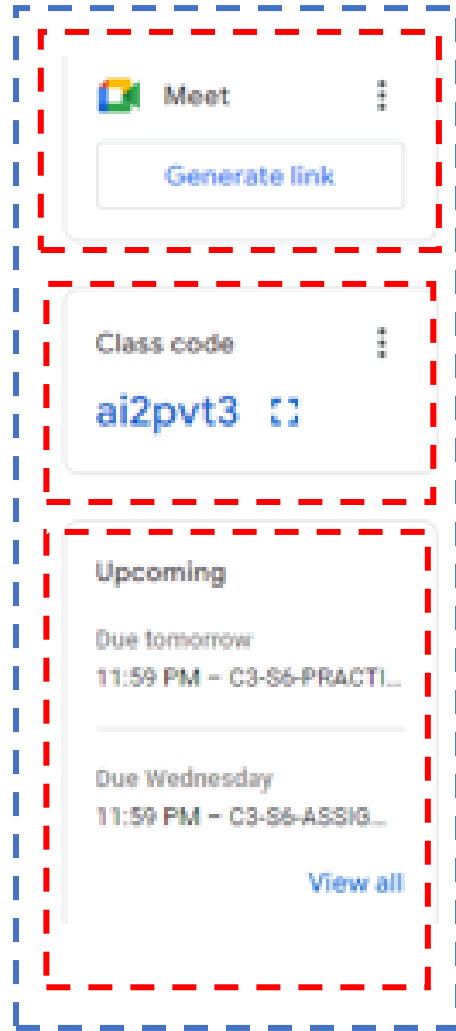 Meet
Generate link
Class code
ai2pvt3
Upcoming
Due tomorrow
11:59 PM – C3-S6-PRACTI...
Due Wednesday
11:59 PM – C3-S6-ASSIG...
View all